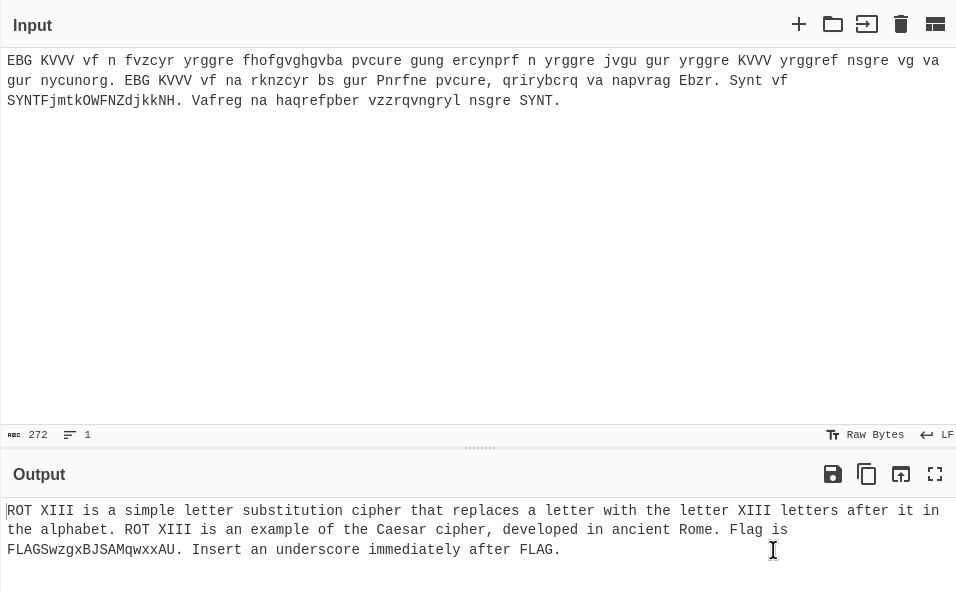 Input
EBG KVVV vf n fvzcyr yrggre fhofgvghgvba pvcure gung ercynprf n yrggre jvgu gur yrggre KVVV yrggref nsgre vg va
gur nycunorg. EBG KVVV vf na rknzcyr bs gur Pnrfne pvcure, qrirybcrq va napvrag Ebzr. Synt vf
SYNTFjmtkOWFNZdjkkNH. Vafreg na haqrefpber vzzrqvngryl nsgre SYNT.
ABC 272 1 Tт Raw Bytes LF
Output
ROT XIII is a simple letter substitution cipher that replaces a letter with the letter XIII letters after it in
the alphabet. ROT XIII is an example of the Caesar cipher, developed in ancient Rome. Flag is
FLAGSwzgxBJSAMqwxxAU. Insert an underscore immediately after FLAG.